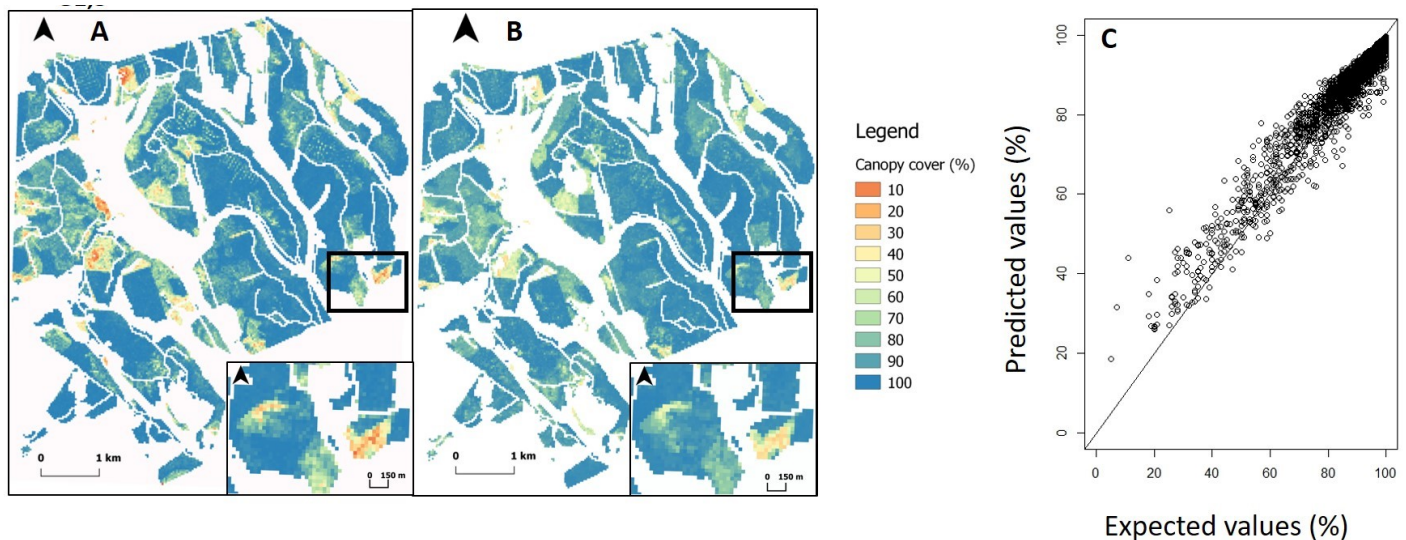 A
B
C
Legend
Canopy cover (%)
10
20
30
40
50
60
70
80
90
100
0 1 km
0 150 m
0 1 km
0 150 m
Predicted values (%)
100
80
60
40
20
0
0 20 40 60 80 100
Expected values (%)